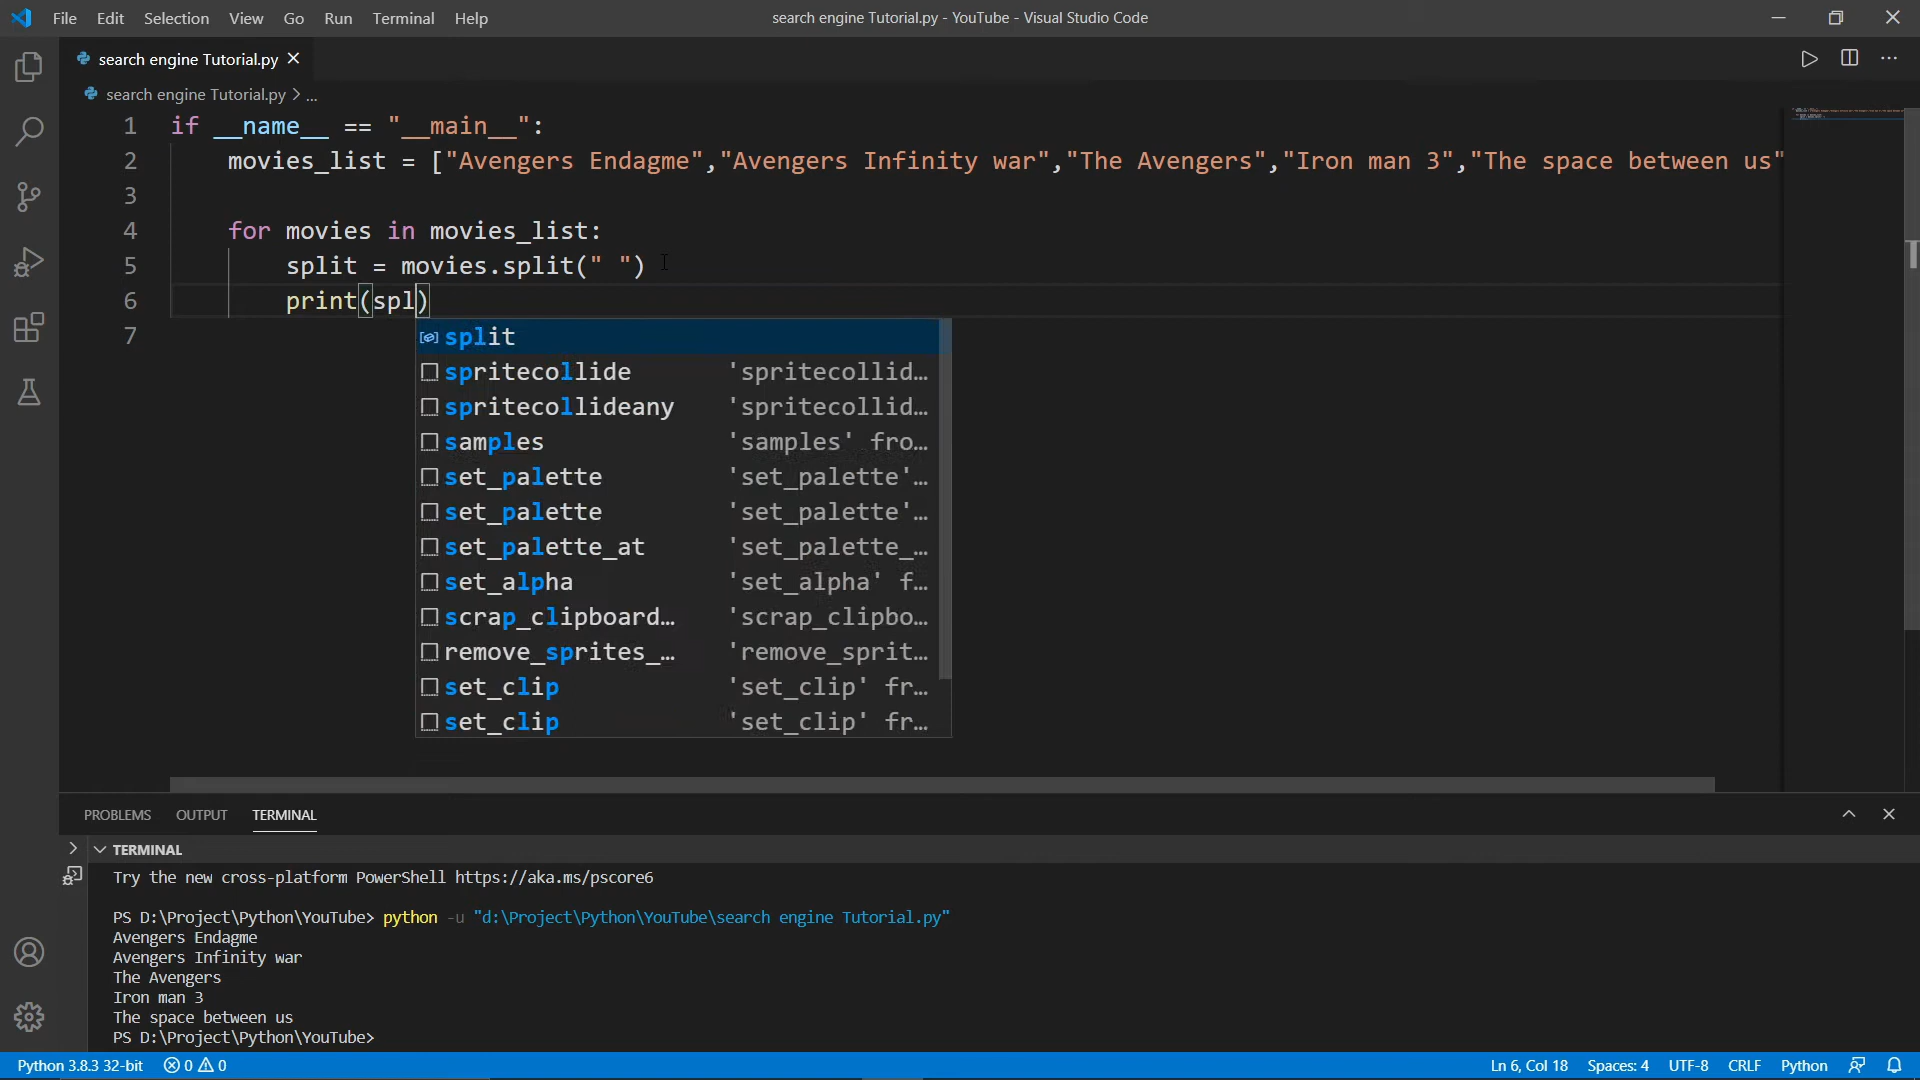 File Edit Selection View Go Run Terminal Help search engine Tutorial.py - YouTube - Visual Studio Code
search engine Tutorial.py
search engine Tutorial.py > ...
1 if __name__ == "__main__":
2 movies_list = ["Avengers Endagme","Avengers Infinity war","The Avengers","Iron man 3","The space between us"
3
4 for movies in movies_list:
5 split = movies.split(" ")
6 print(spl)
7
split
spritecollide 'spritecollid…
spritecollideany 'spritecollid…
samples 'samples' fro…
set_palette 'set_palette'…
set_palette 'set_palette'…
set_palette_at 'set_palette_…
set_alpha 'set_alpha' f…
scrap_clipboard… 'scrap_clipbo…
remove_sprites_… 'remove_sprit…
set_clip 'set_clip' fr…
set_clip 'set_clip' fr…
PROBLEMS OUTPUT TERMINAL
TERMINAL
Try the new cross-platform PowerShell https://aka.ms/pscore6
PS D:\Project\Python\YouTube> python -u "d:\Project\Python\YouTube\search engine Tutorial.py"
Avengers Endagme
Avengers Infinity war
The Avengers
Iron man 3
The space between us
PS D:\Project\Python\YouTube>
Python 3.8.3 32-bit 0 0 Ln 6, Col 18 Spaces: 4 UTF-8 CRLF Python